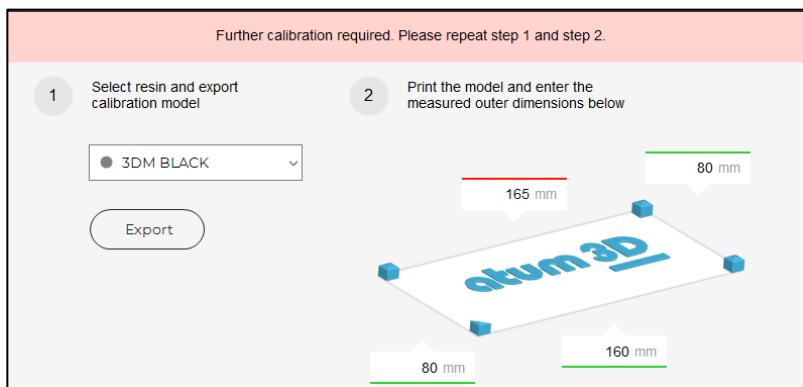 Further calibration required. Please repeat step 1 and step 2.
1
Select resin and export
calibration model
2
Print the model and enter the
measured outer dimensions below
3DM BLACK
Export
80 mm
165 mm
atum3D
80 mm
160 mm